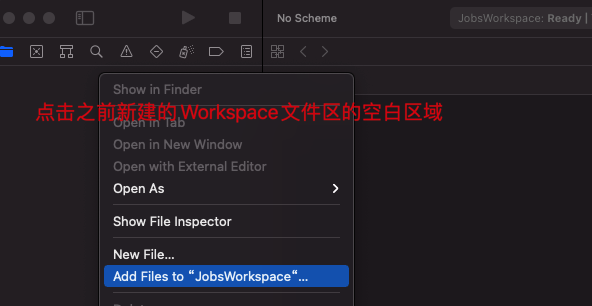 No Scheme
JobsWorkspace: Ready |
Show in Finder
点击之前新建的Workspace文件区的空白区域
Open in Tab
Open in New Window
Open with External Editor
Open As
Show File Inspector
New File...
Add Files to “JobsWorkspace“...